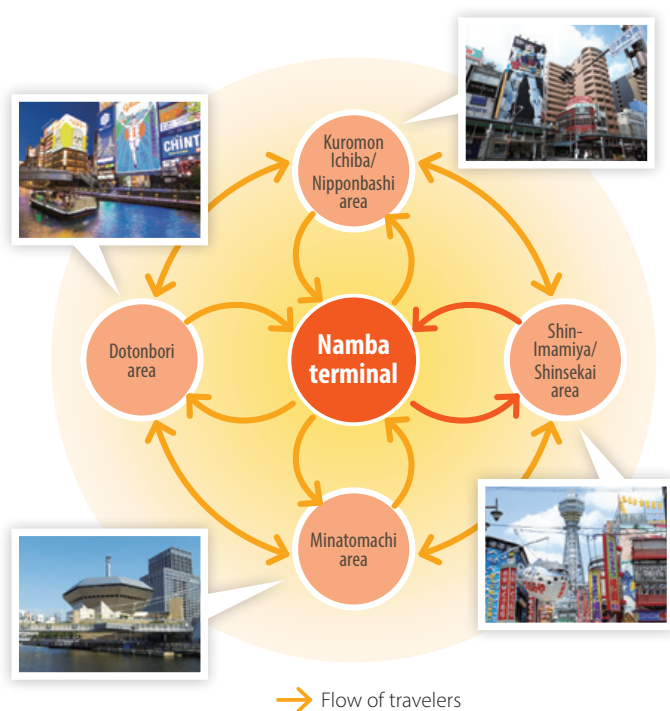 Kuromon
Ichiba/
Nipponbashi
area
CHINT
Dotonbori
area
Namba
terminal
Shin-
Imamiya/
Shinsekai
area
Minatomachi
area
Flow of travelers